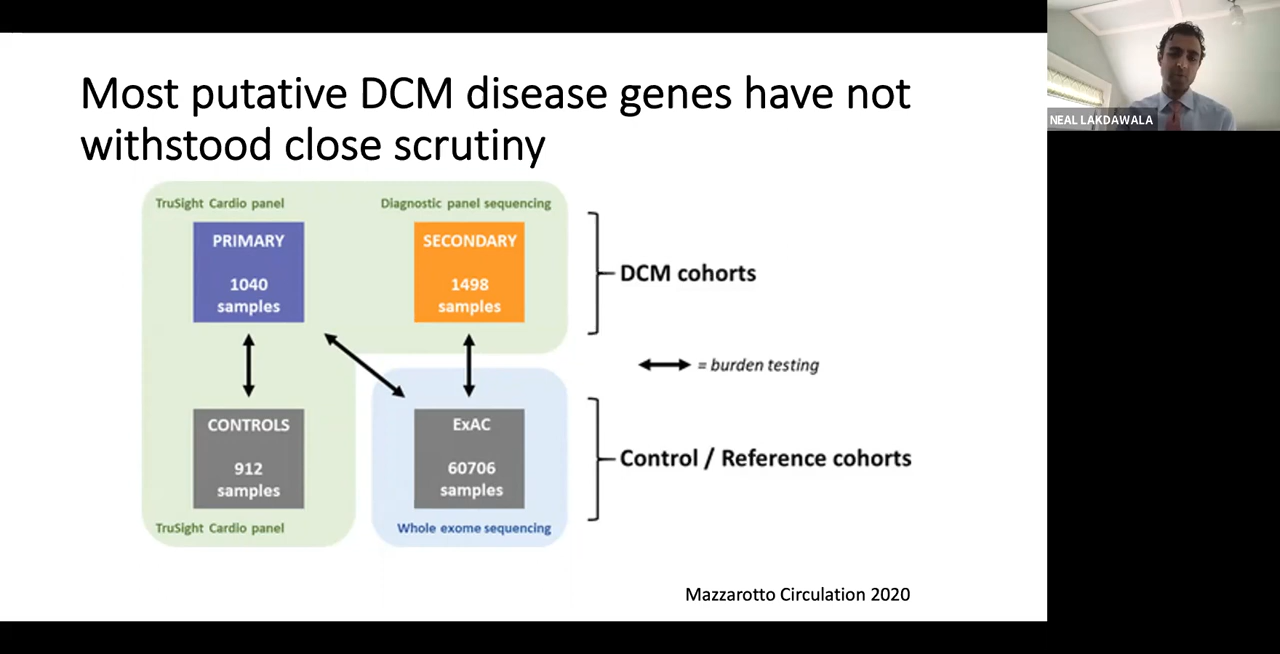 Most putative DCM disease genes have not
withstood close scrutiny
TruSight Cardio panel
Diagnostic panel sequencing
PRIMARY
1040
samples
SECONDARY
1498
samples
DCM cohorts
= burden testing
CONTROLS
912
samples
ExAC
60706
samples
Control / Reference cohorts
TruSight Cardio panel
Whole exome sequencing
Mazzarotto Circulation 2020
NEAL LAKDAWALA